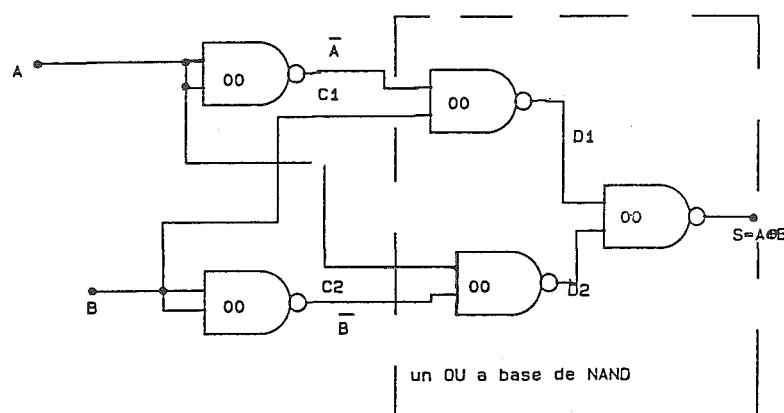 A
Ā
00
C1
00
D1
00
S=A⊕B
B
00
C2
B̄
00
D2
un OU a base de NAND